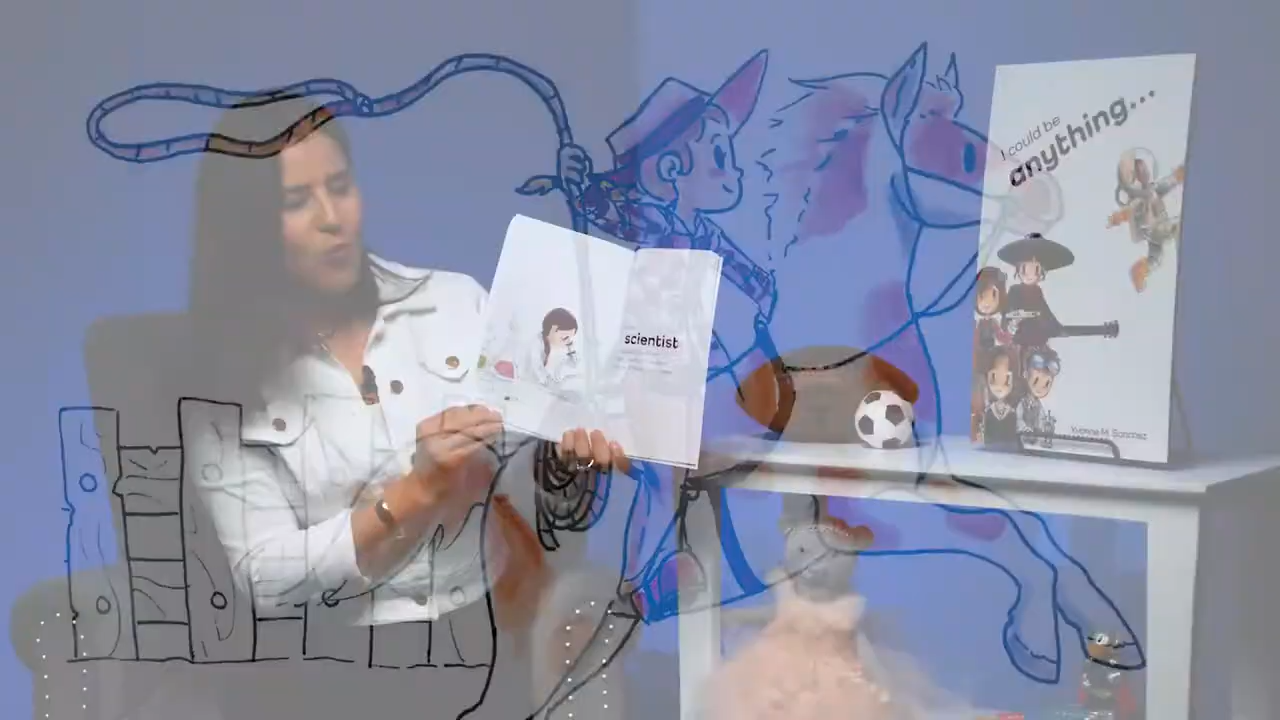 I could be
anything...
scientist
Yvonne M. Sanchez